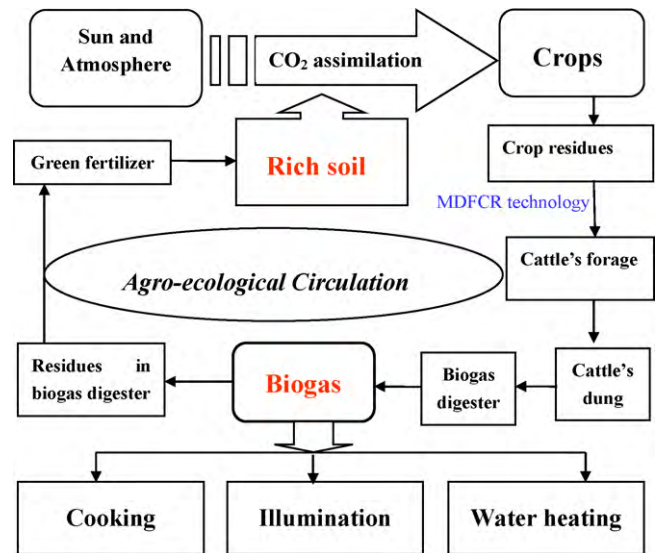 Sun and
Atmosphere
CO₂ assimilation
Crops
Green fertilizer
Rich soil
Crop residues
MDFCR technology
Cattle's forage
Agro-ecological Circulation
Residues in
biogas digester
Biogas
Biogas
digester
Cattle's
dung
Cooking
Illumination
Water heating